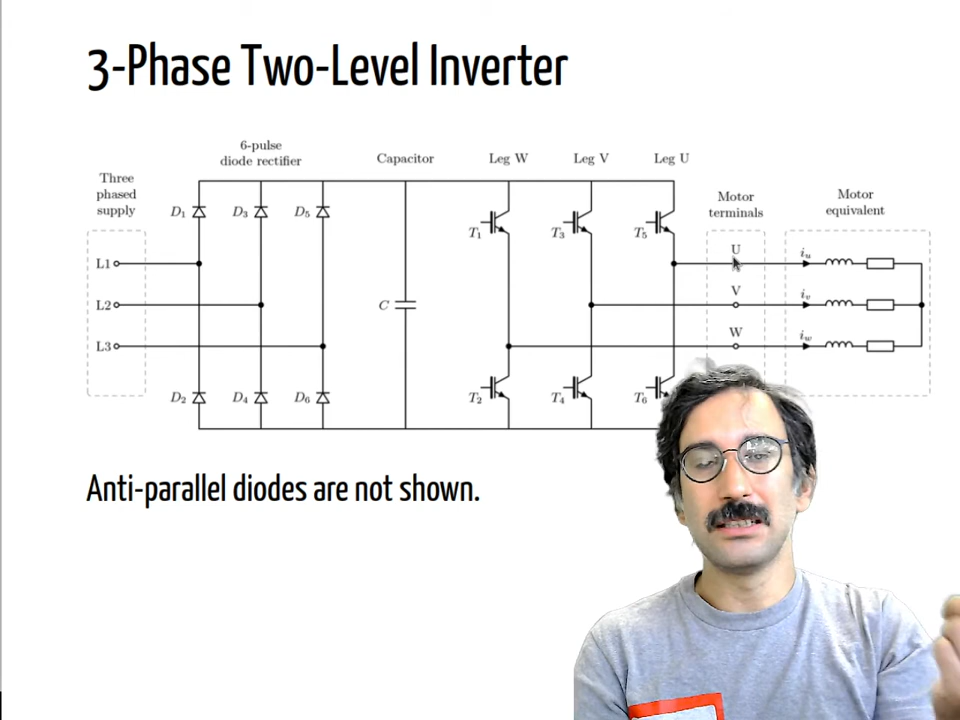 3-Phase Two-Level Inverter
6-pulse
diode rectifier
Capacitor
Leg W
Leg V
Leg U
Three
phased
supply
Motor
terminals
Motor
equivalent
D₁
D₃
D₅
T₁
T₃
T₅
L1
L2
L3
C
U
V
W
iᵤ
iᵥ
i_w
D₂
D₄
D₆
T₂
T₄
T₆
Anti-parallel diodes are not shown.